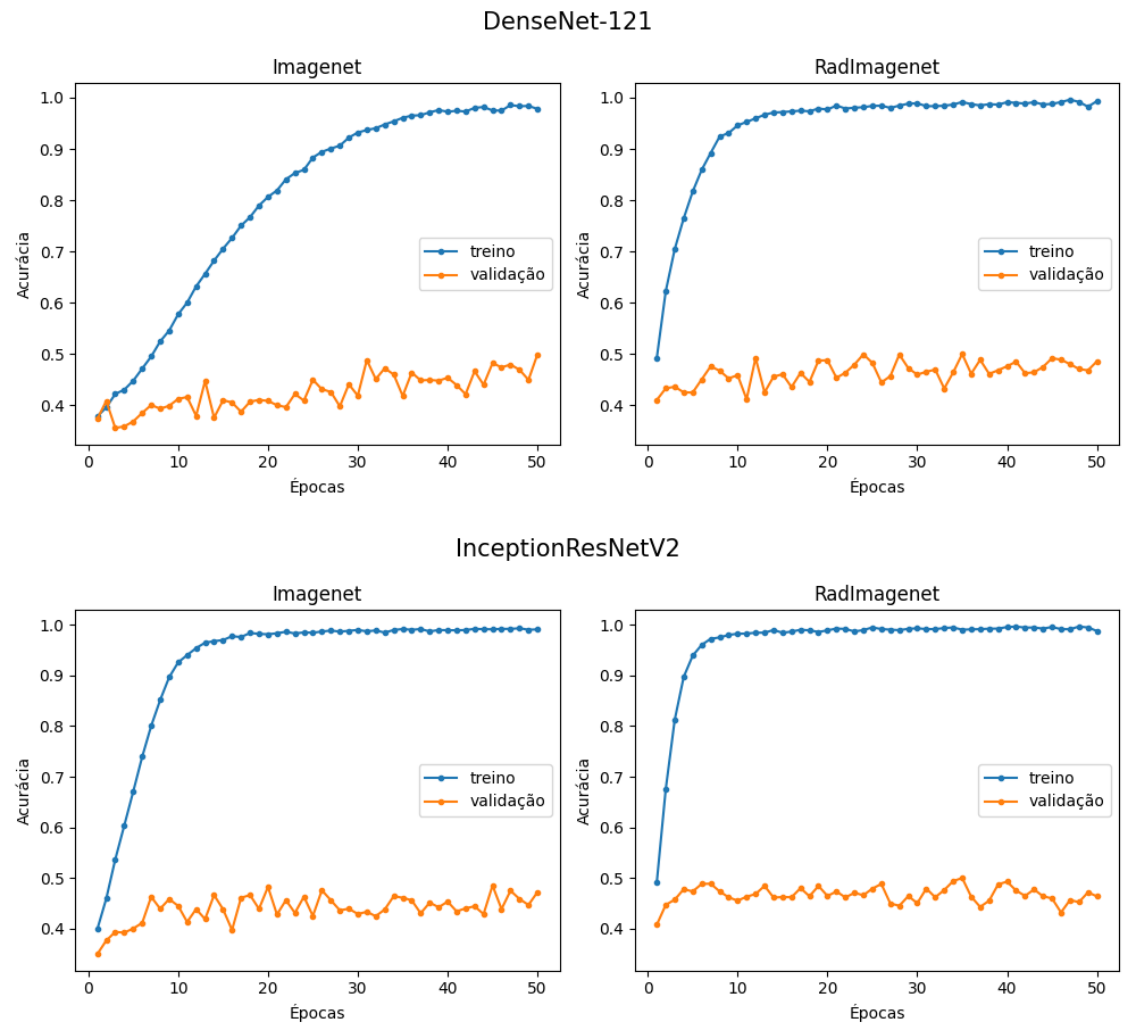 DenseNet-121
Imagenet
1.0
0.9
0.8
0.7
0.6
0.5
0.4
Acurácia
treino
validação
0 10 20 30 40 50
Épocas
RadImagenet
1.0
0.9
0.8
0.7
0.6
0.5
0.4
Acurácia
treino
validação
0 10 20 30 40 50
Épocas
InceptionResNetV2
Imagenet
1.0
0.9
0.8
0.7
0.6
0.5
0.4
Acurácia
treino
validação
0 10 20 30 40 50
Épocas
RadImagenet
1.0
0.9
0.8
0.7
0.6
0.5
0.4
Acurácia
treino
validação
0 10 20 30 40 50
Épocas